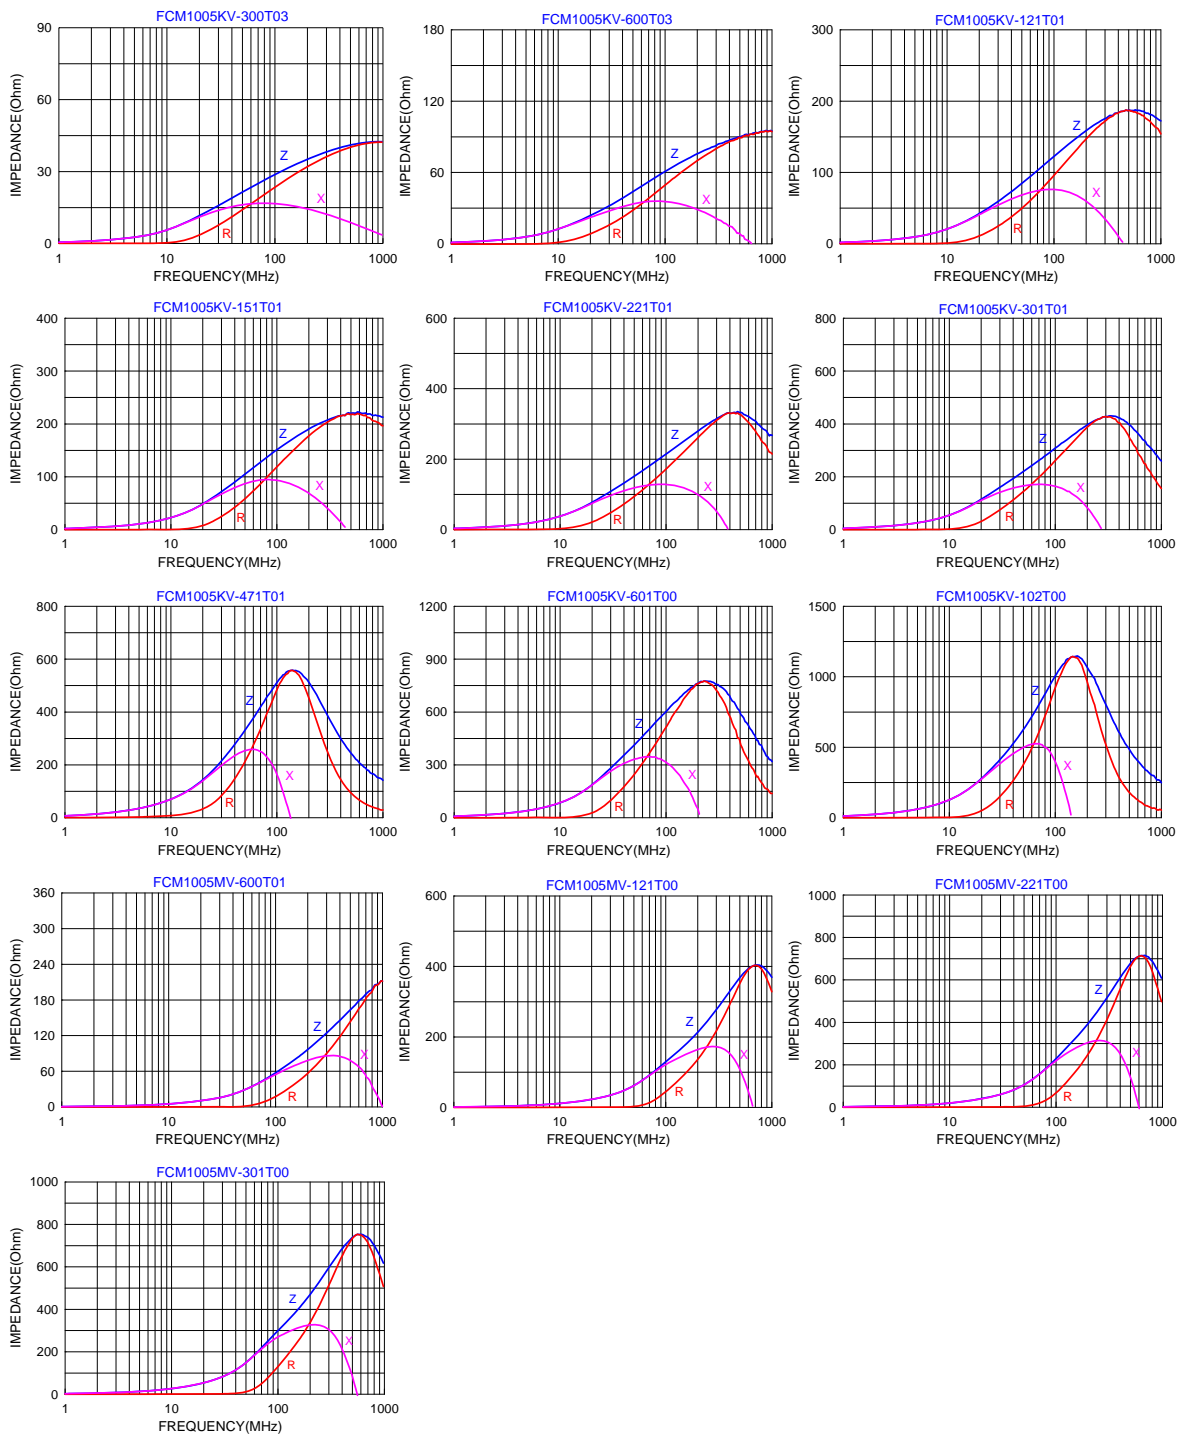 FCM1005KV-300T03
IMPEDANCE(Ohm)
90
60
30
0
Z
X
R
1 10 100 1000
FREQUENCY(MHz)
FCM1005KV-600T03
IMPEDANCE(Ohm)
180
120
60
0
Z
X
R
1 10 100 1000
FREQUENCY(MHz)
FCM1005KV-121T01
IMPEDANCE(Ohm)
300
200
100
0
Z
X
R
1 10 100 1000
FREQUENCY(MHz)
FCM1005KV-151T01
IMPEDANCE(Ohm)
400
300
200
100
0
Z
X
R
1 10 100 1000
FREQUENCY(MHz)
FCM1005KV-221T01
IMPEDANCE(Ohm)
600
400
200
0
Z
X
R
1 10 100 1000
FREQUENCY(MHz)
FCM1005KV-301T01
IMPEDANCE(Ohm)
800
600
400
200
0
Z
X
R
1 10 100 1000
FREQUENCY(MHz)
FCM1005KV-471T01
IMPEDANCE(Ohm)
800
600
400
200
0
Z
X
R
1 10 100 1000
FREQUENCY(MHz)
FCM1005KV-601T00
IMPEDANCE(Ohm)
1200
900
600
300
0
Z
X
R
1 10 100 1000
FREQUENCY(MHz)
FCM1005KV-102T00
IMPEDANCE(Ohm)
1500
1000
500
0
Z
X
R
1 10 100 1000
FREQUENCY(MHz)
FCM1005MV-600T01
IMPEDANCE(Ohm)
360
300
240
180
120
60
0
Z
X
R
1 10 100 1000
FREQUENCY(MHz)
FCM1005MV-121T00
IMPEDANCE(Ohm)
600
400
200
0
Z
X
R
1 10 100 1000
FREQUENCY(MHz)
FCM1005MV-221T00
IMPEDANCE(Ohm)
1000
800
600
400
200
0
Z
X
R
1 10 100 1000
FREQUENCY(MHz)
FCM1005MV-301T00
IMPEDANCE(Ohm)
1000
800
600
400
200
0
Z
X
R
1 10 100 1000
FREQUENCY(MHz)